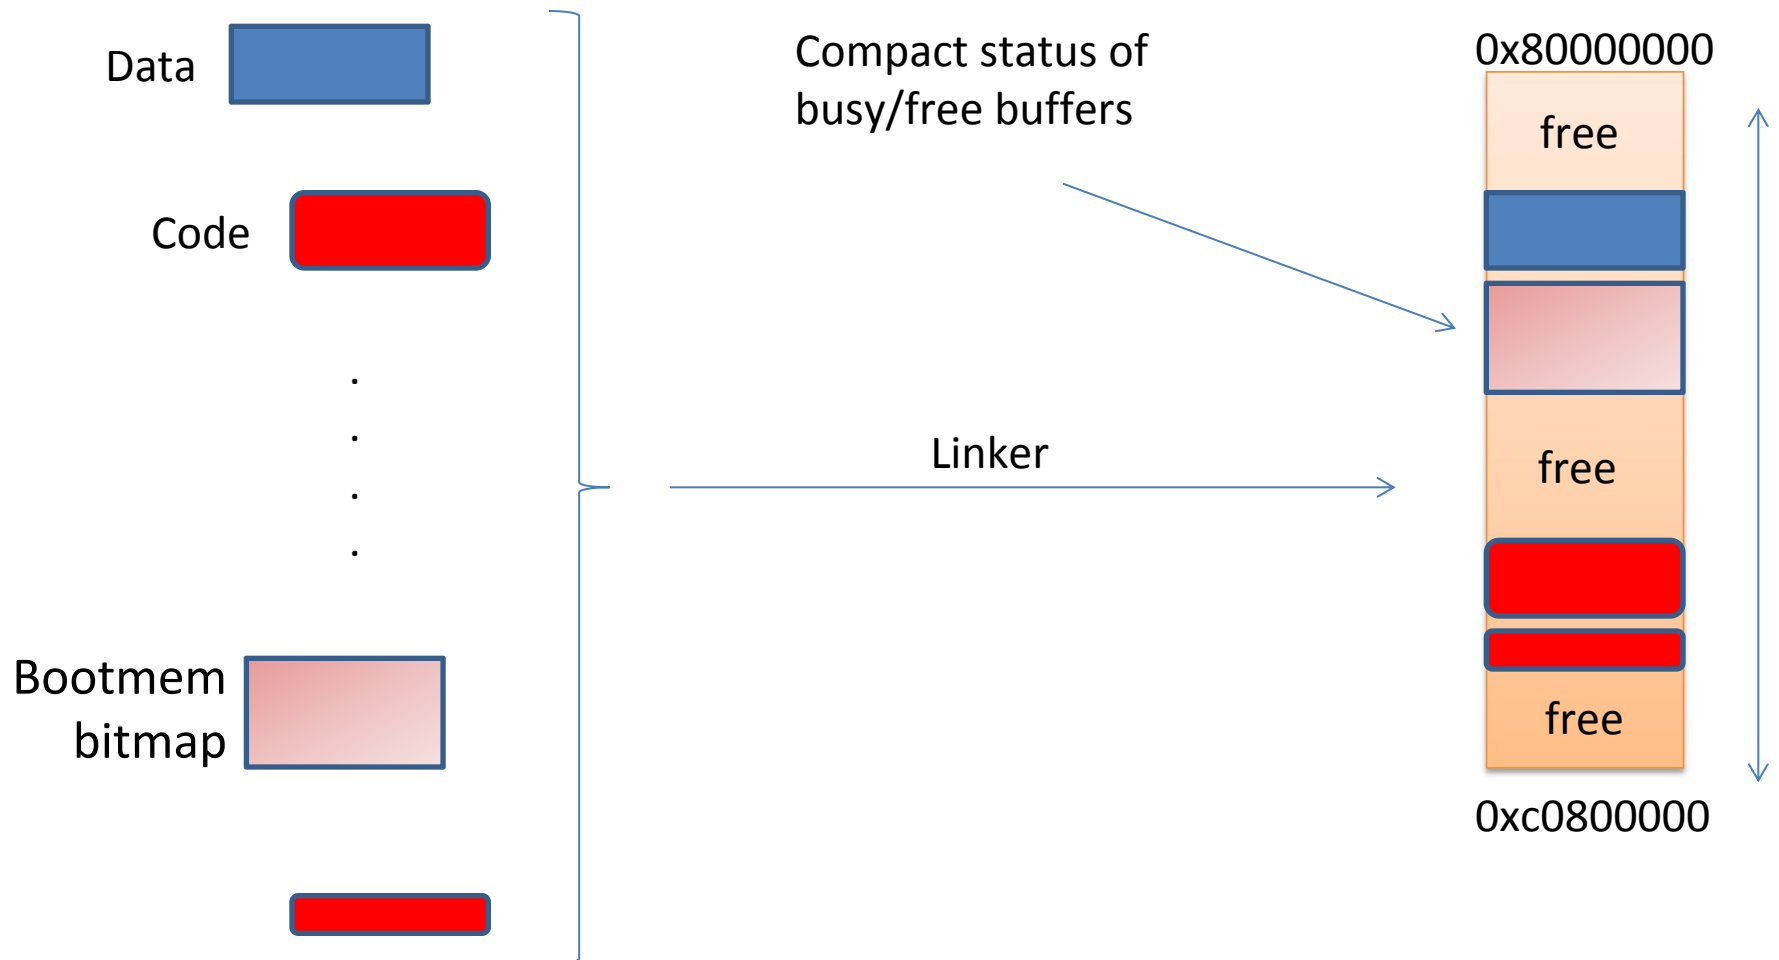 Data
Code
.
.
.
.
Bootmem
bitmap
Compact status of
busy/free buffers
Linker
0x80000000
free
free
free
0xc0800000